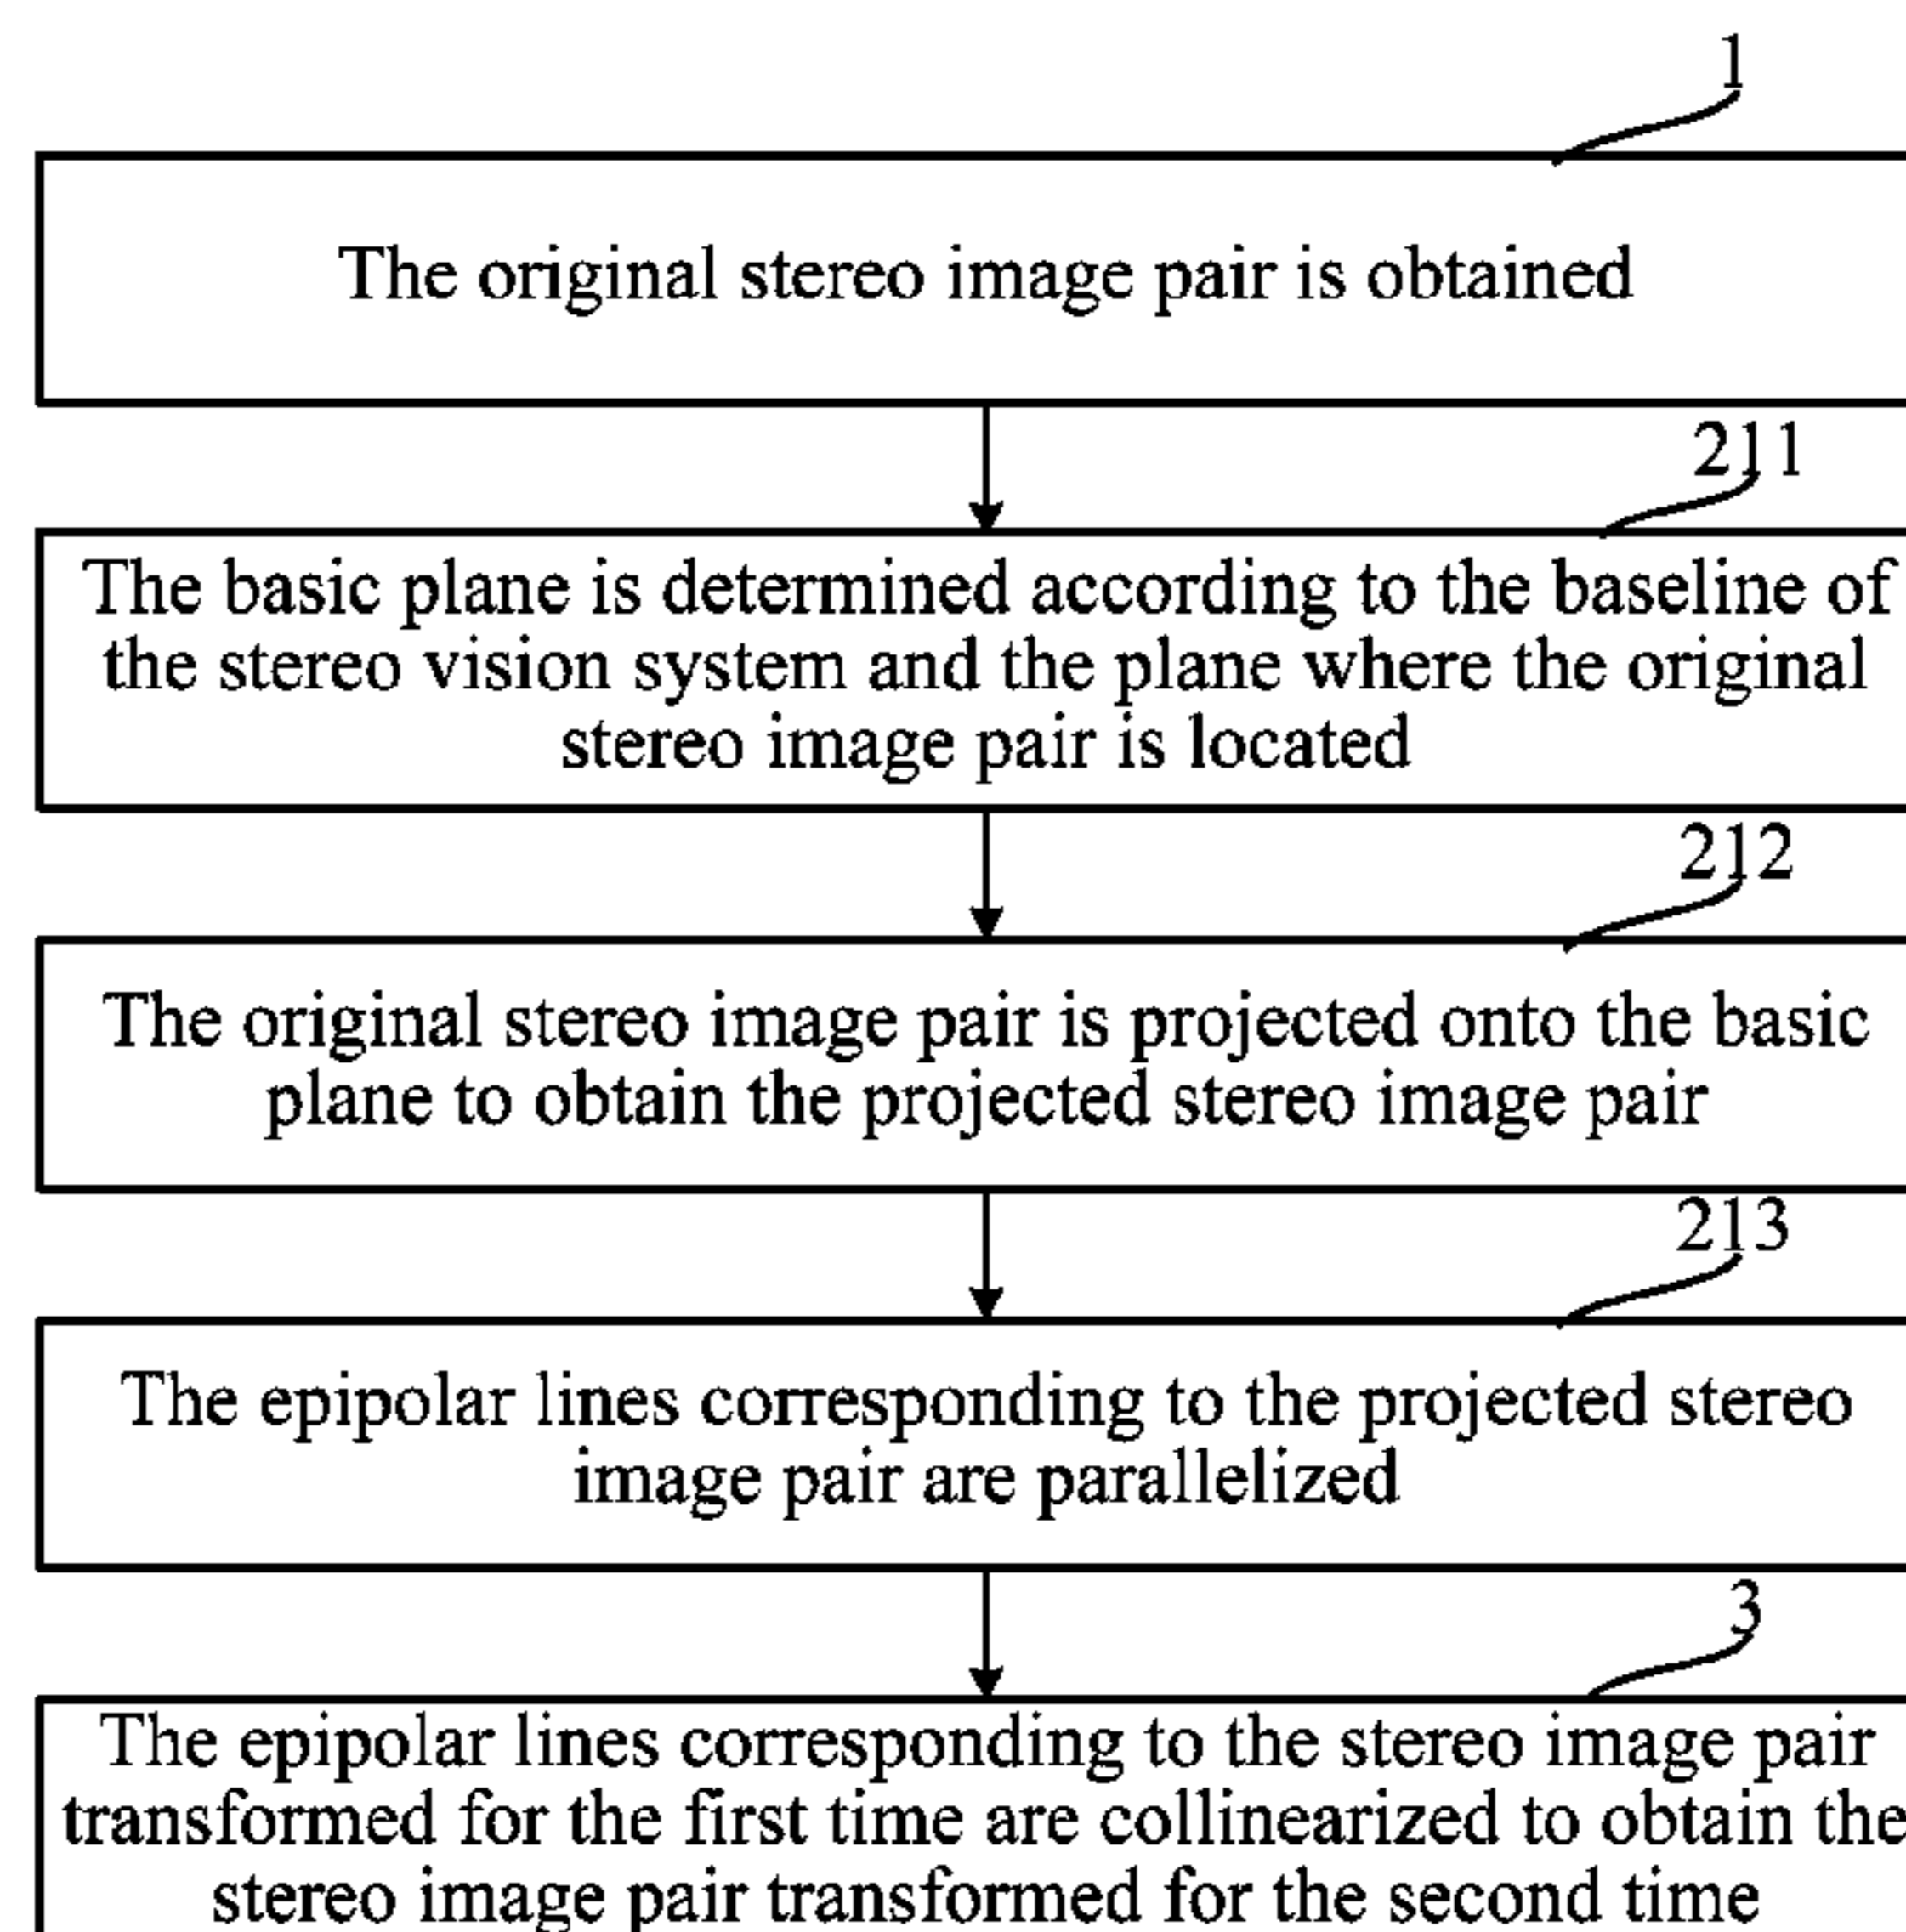 1
The original stereo image pair is obtained
211
The basic plane is determined according to the baseline of
the stereo vision system and the plane where the original
stereo image pair is located
212
The original stereo image pair is projected onto the basic
plane to obtain the projected stereo image pair
213
The epipolar lines corresponding to the projected stereo
image pair are parallelized
3
The epipolar lines corresponding to the stereo image pair
transformed for the first time are collinearized to obtain the
stereo image pair transformed for the second time